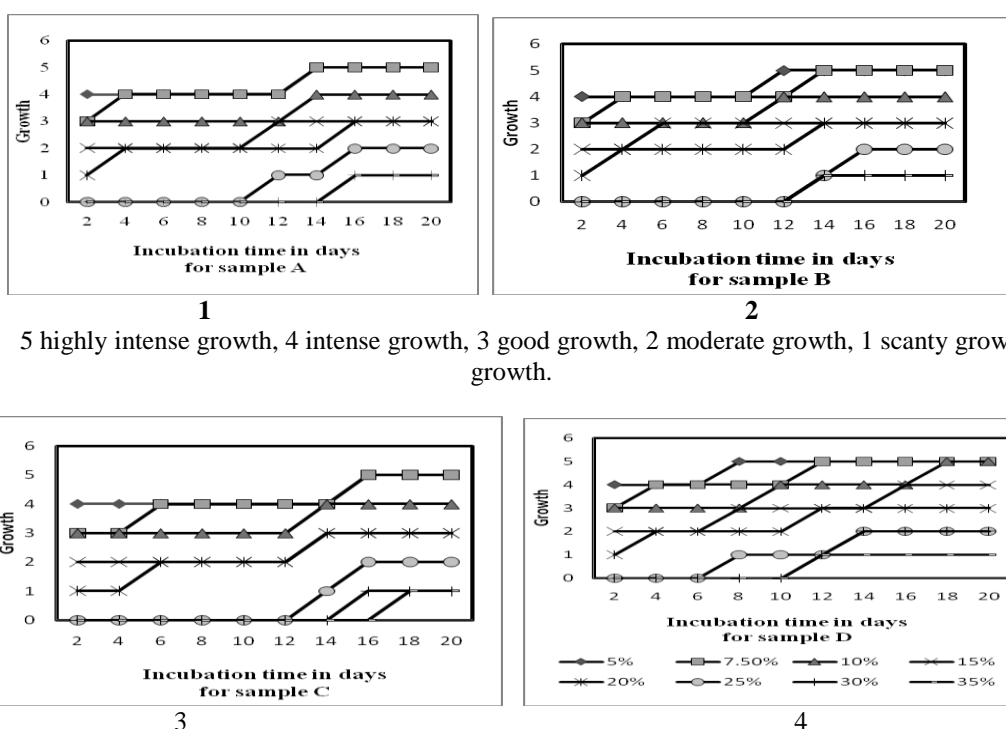 6
5
4
3
2
1
0
Growth
2 4 6 8 10 12 14 16 18 20
Incubation time in days
for sample A
6
5
4
3
2
1
0
Growth
2 4 6 8 10 12 14 16 18 20
Incubation time in days
for sample B
1 2
5 highly intense growth, 4 intense growth, 3 good growth, 2 moderate growth, 1 scanty grow
growth.
6
5
4
3
2
1
0
Growth
2 4 6 8 10 12 14 16 18 20
Incubation time in days
for sample C
6
5
4
3
2
1
0
Growth
2 4 6 8 10 12 14 16 18 20
Incubation time in days
for sample D
5% 7.50% 10% 15%
20% 25% 30% 35%
3 4